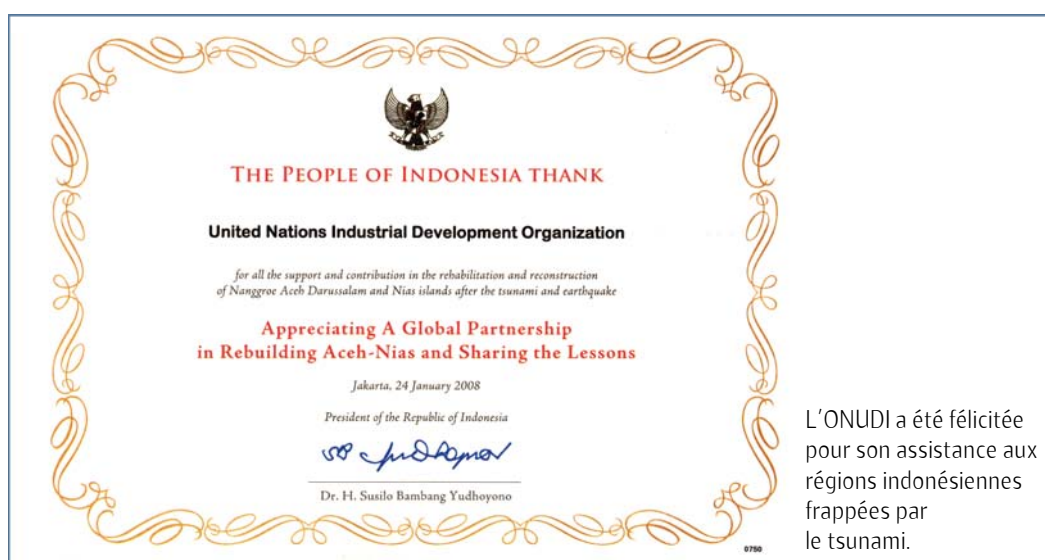 THE PEOPLE OF INDONESIA THANK
United Nations Industrial Development Organization
for all the support and contribution in the rehabilitation and reconstruction
of Nanggroe Aceh Darussalam and Nias islands after the tsunami and earthquake
Appreciating A Global Partnership
in Rebuilding Aceh-Nias and Sharing the Lessons
Jakarta, 24 January 2008
President of the Republic of Indonesia
Dr. H. Susilo Bambang Yudhoyono
0750
L'ONUDI a été félicitée
pour son assistance aux
régions indonésiennes
frappées par
le tsunami.